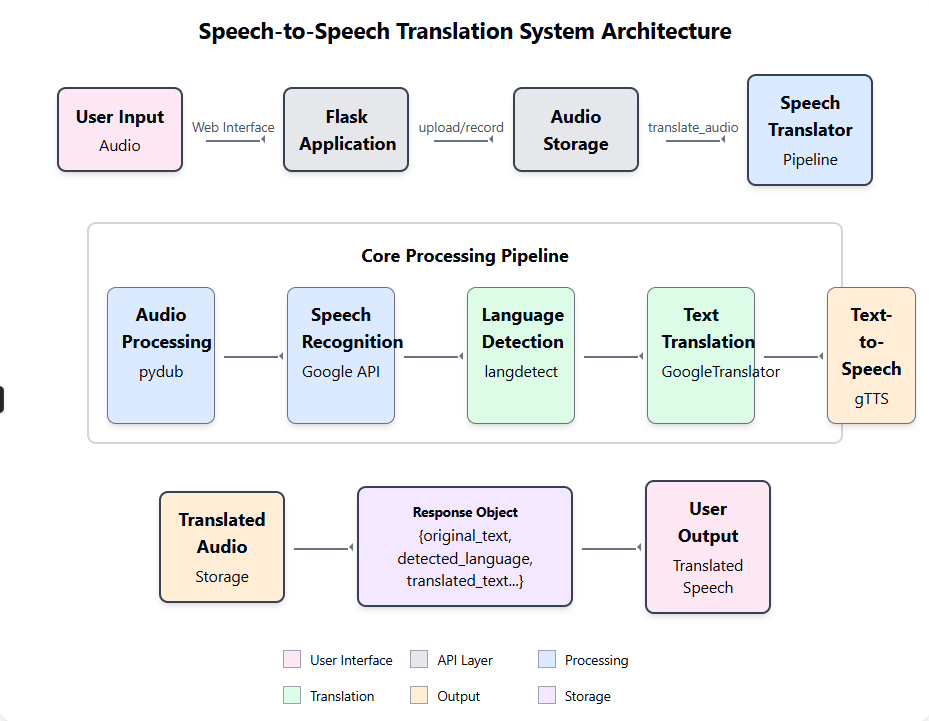 Speech-to-Speech Translation System Architecture
User Input
Audio
Web Interface
Flask
Application
upload/record
Audio
Storage
translate_audio
Speech
Translator
Pipeline
Core Processing Pipeline
Audio
Processing
pydub
Speech
Recognition
Google API
Language
Detection
langdetect
Text
Translation
GoogleTranslator
Text-
to-
Speech
gTTS
Translated
Audio
Storage
Response Object
{original_text,
detected_language,
translated_text...}
User
Output
Translated
Speech
User Interface
API Layer
Processing
Translation
Output
Storage